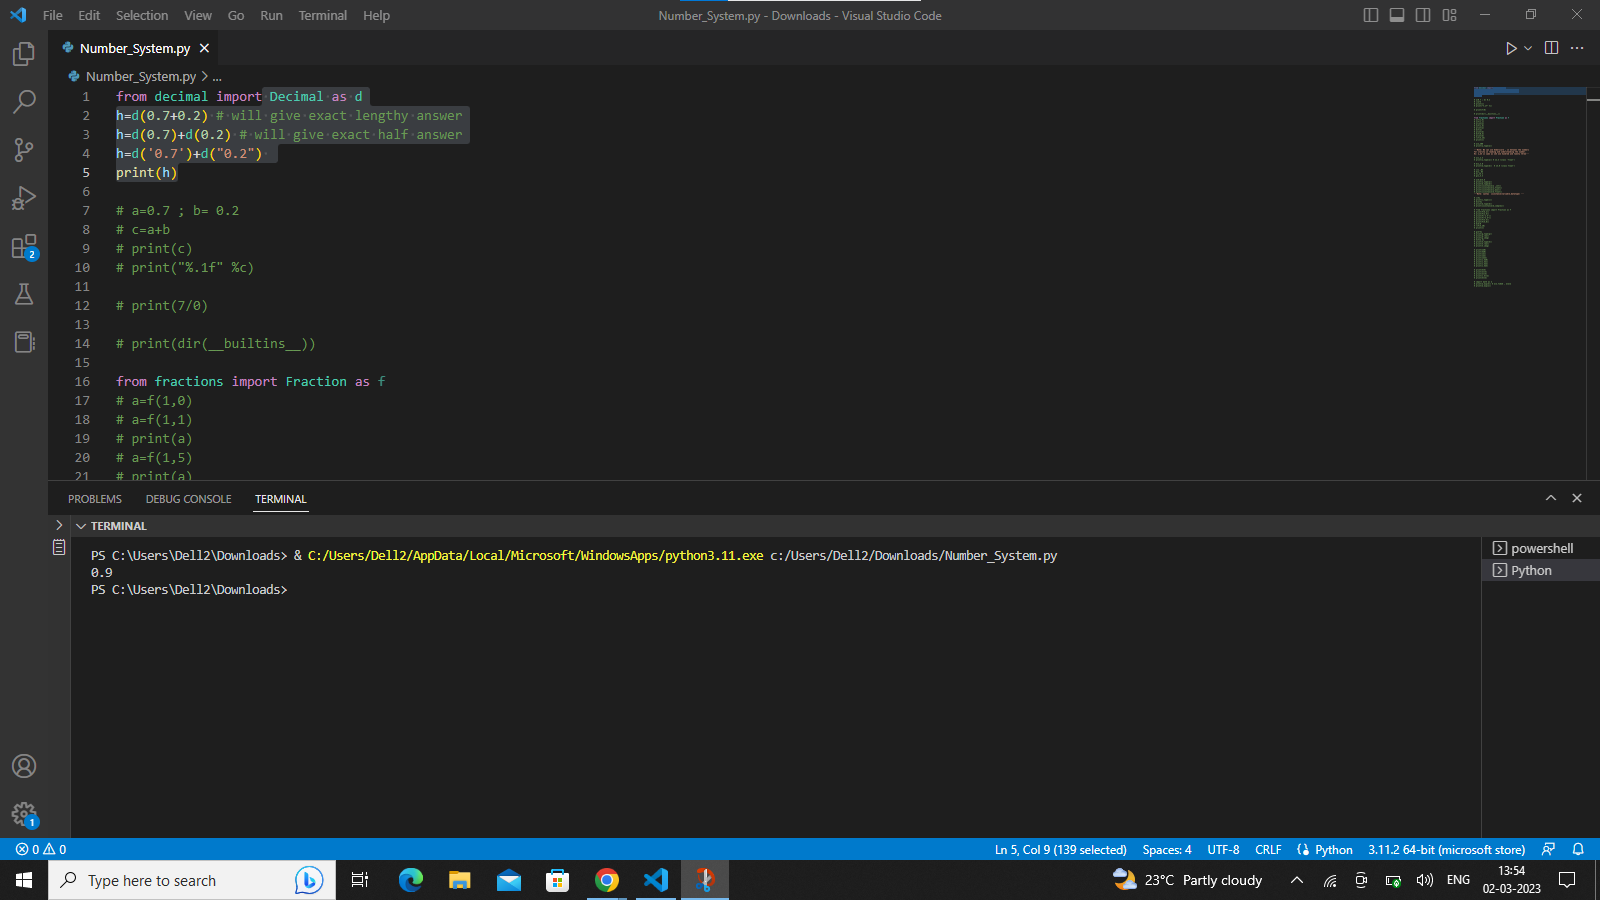 File Edit Selection View Go Run Terminal Help
Number_System.py - Downloads - Visual Studio Code
Number_System.py
Number_System.py > ...
1 from decimal import Decimal as d
2 h=d(0.7+0.2) # will give exact lengthy answer
3 h=d(0.7)+d(0.2) # will give exact half answer
4 h=d('0.7')+d("0.2")
5 print(h)
6
7 # a=0.7 ; b= 0.2
8 # c=a+b
9 # print(c)
10 # print("%.1f" %c)
11
12 # print(7/0)
13
14 # print(dir(__builtins__))
15
16 from fractions import Fraction as f
17 # a=f(1,0)
18 # a=f(1,1)
19 # print(a)
20 # a=f(1,5)
21 # print(a)
2
PROBLEMS DEBUG CONSOLE TERMINAL
TERMINAL
PS C:\Users\Dell2\Downloads> & C:/Users/Dell2/AppData/Local/Microsoft/WindowsApps/python3.11.exe c:/Users/Dell2/Downloads/Number_System.py
0.9
PS C:\Users\Dell2\Downloads>
powershell
Python
1
0 0
Ln 5, Col 9 (139 selected) Spaces: 4 UTF-8 CRLF Python 3.11.2 64-bit (microsoft store)
Type here to search
23°C Partly cloudy
ENG
13:54
02-03-2023